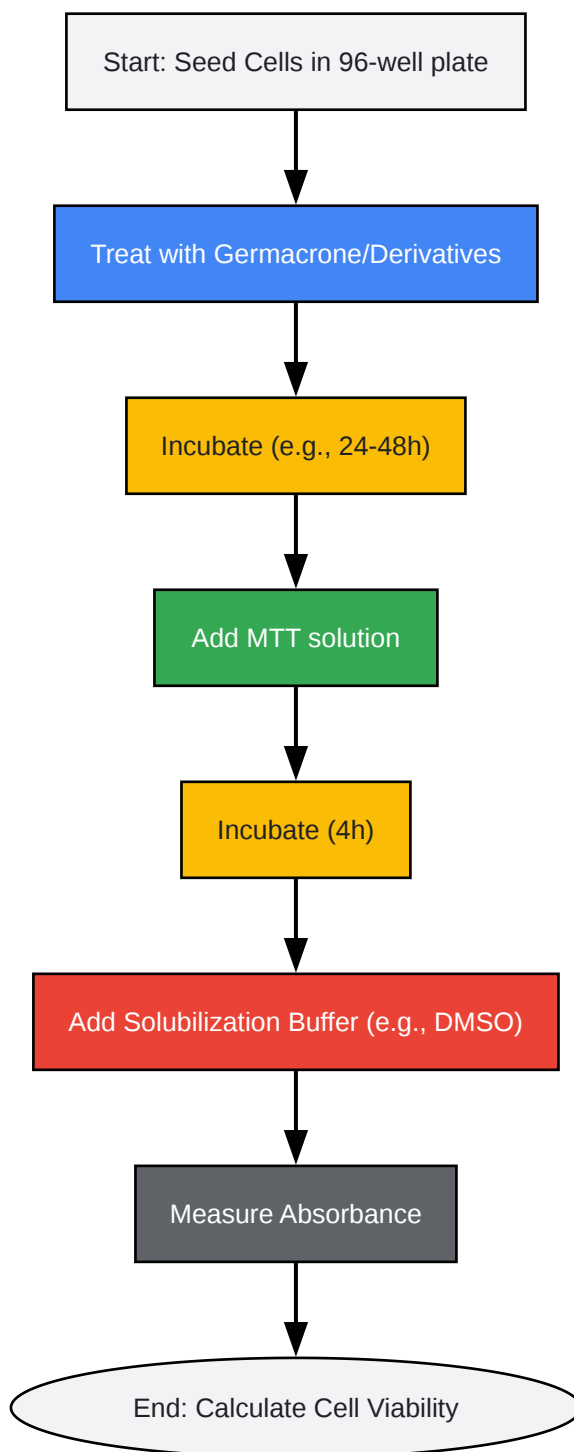 Start: Seed Cells in 96-well plate
Treat with Germacrone/Derivatives
Incubate (e.g., 24-48h)
Add MTT solution
Incubate (4h)
Add Solubilization Buffer (e.g., DMSO)
Measure Absorbance
End: Calculate Cell Viability